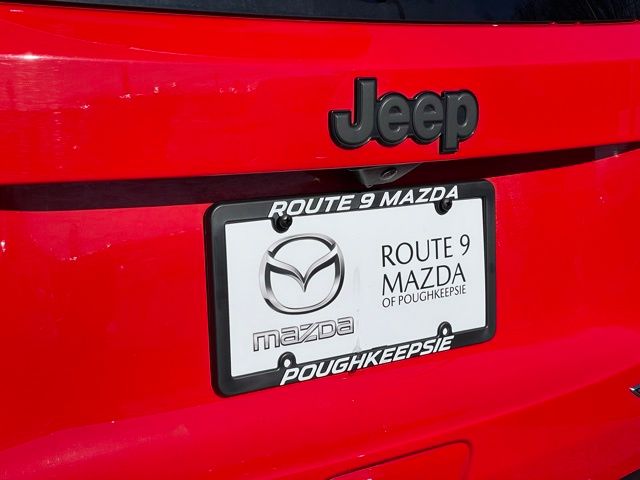 Jeep
ROUTE 9 MAZDA
ROUTE 9
MAZDA
OF POUGHKEEPSIE
mazda
POUGHKEEPSIE